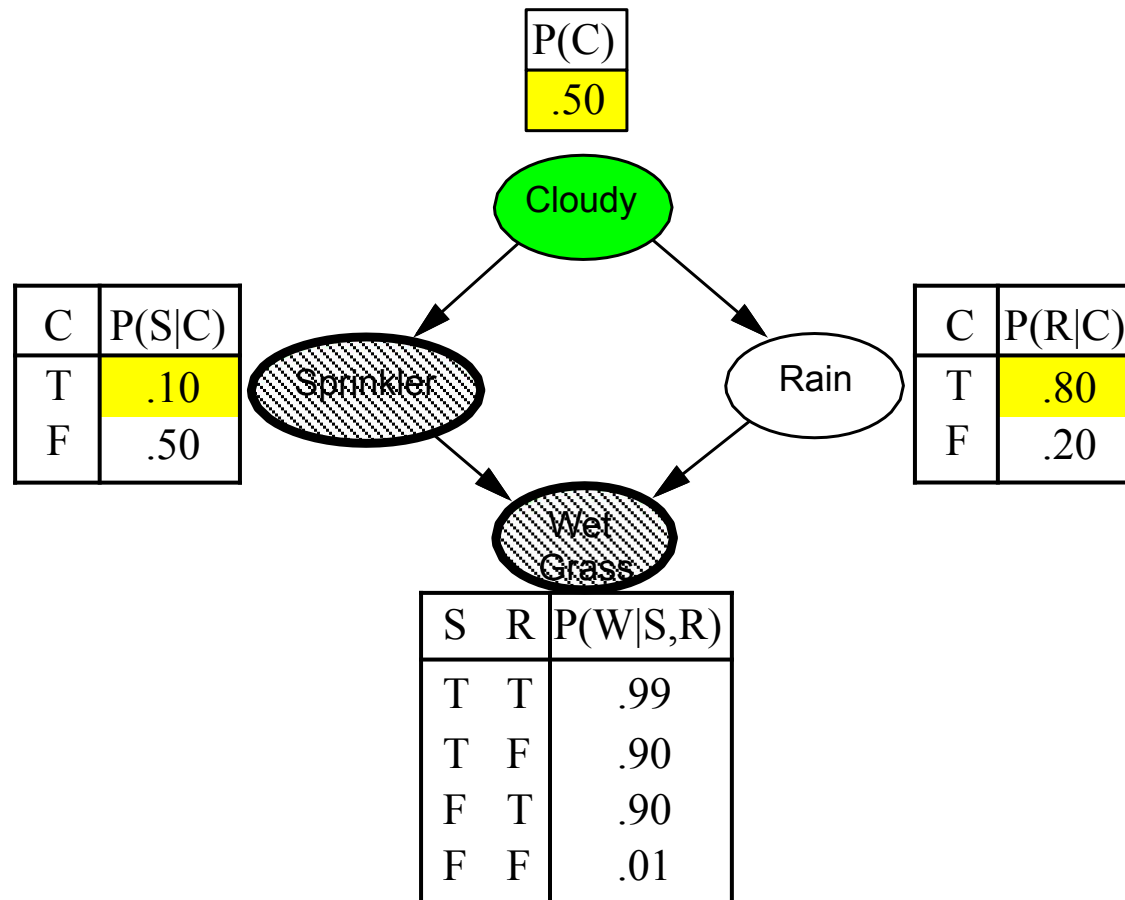 P(C)
.50
Cloudy
C P(S|C)
T .10
F .50
Sprinkler
Rain
C P(R|C)
T .80
F .20
Wet
Grass
S R P(W|S,R)
T T .99
T F .90
F T .90
F F .01